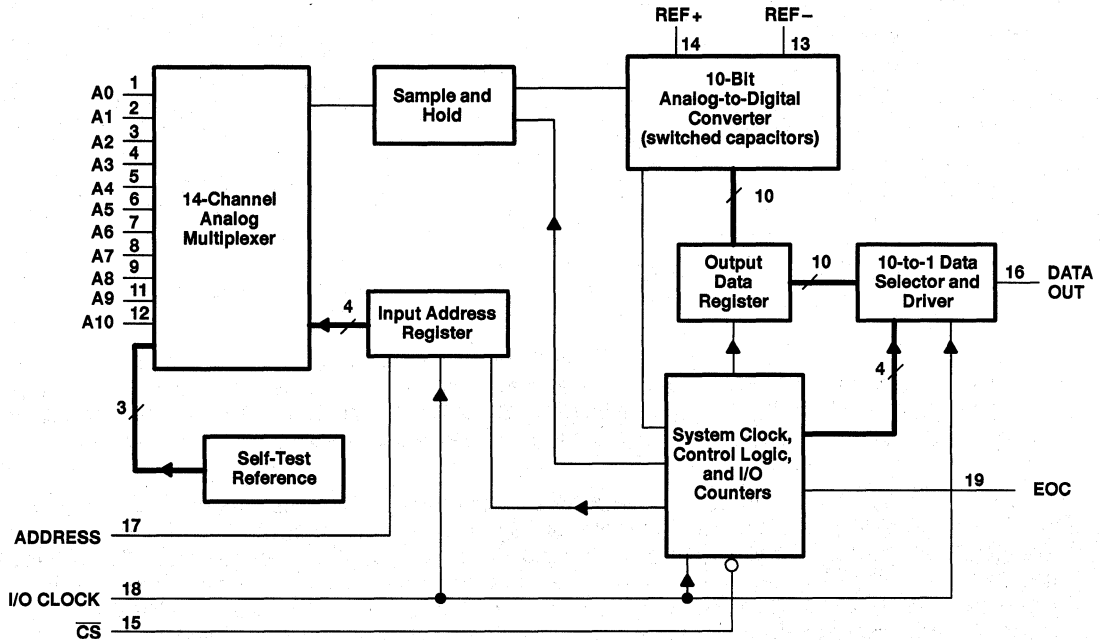 REF+
REF−
14
13
10-Bit
Analog-to-Digital
Converter
(switched capacitors)
Sample and
Hold
14-Channel
Analog
Multiplexer
A0 1
A1 2
A2 3
A3 4
A4 5
A5 6
A6 7
A7 8
A8 9
A9 11
A10 12
10
Output
Data
Register
10
10-to-1 Data
Selector and
Driver
16 DATA
OUT
4
Input Address
Register
4
3
Self-Test
Reference
System Clock,
Control Logic,
and I/O
Counters
19 EOC
ADDRESS 17
I/O CLOCK 18
C̅S̅ 15